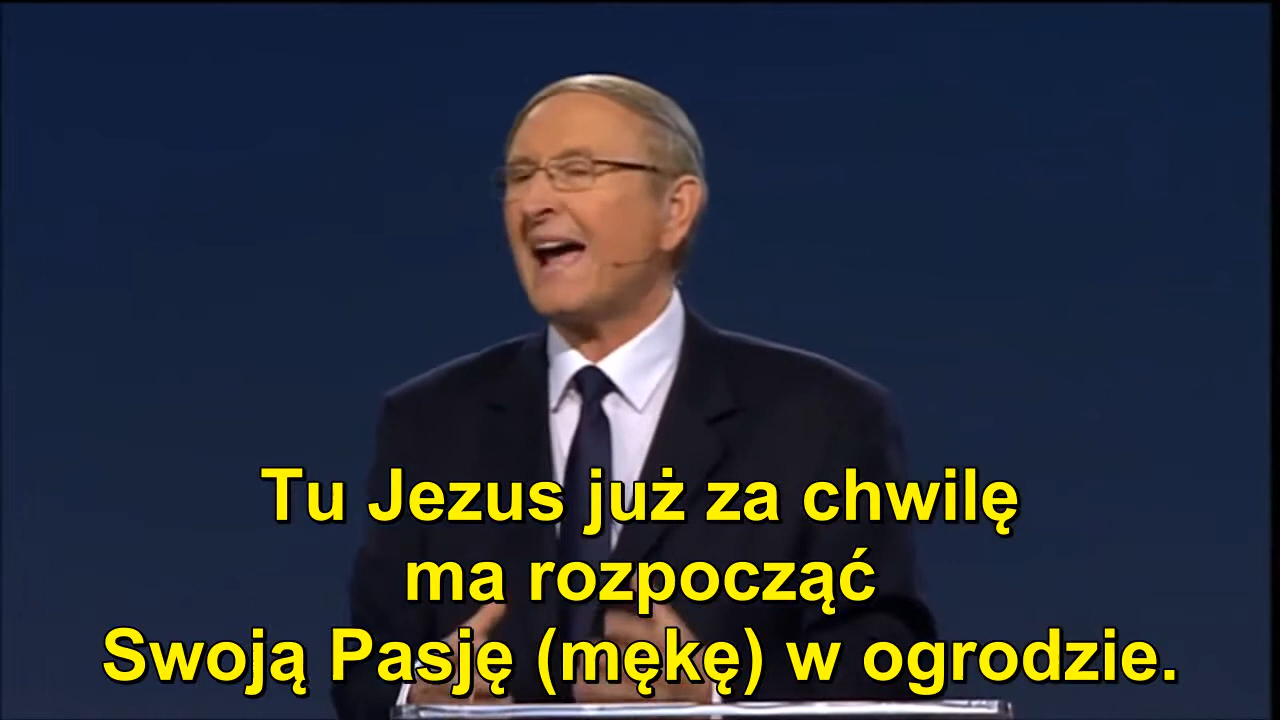 Tu Jezus już za chwilę
ma rozpocząć
Swoją Pasję (mękę) w ogrodzie.